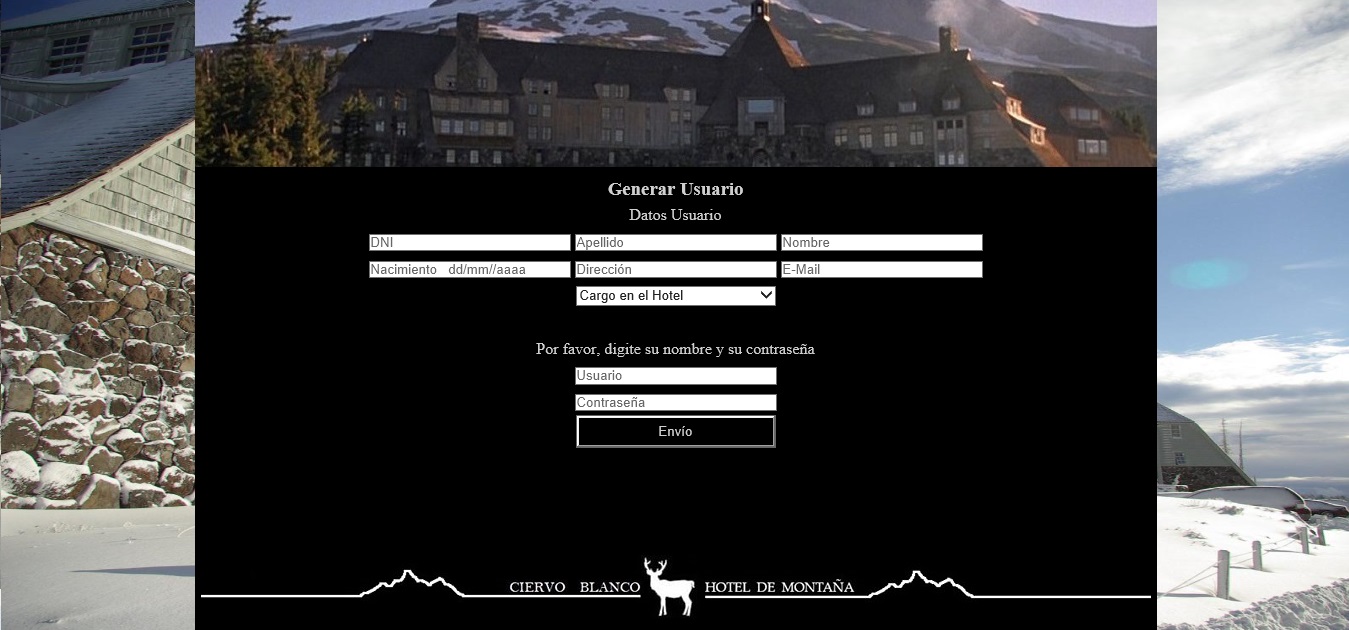 Generar Usuario
Datos Usuario
DNI Apellido Nombre
Nacimiento dd/mm//aaaa Dirección E-Mail
Cargo en el Hotel
Por favor, digite su nombre y su contraseña
Usuario
Contraseña
Envío
CIERVO BLANCO HOTEL DE MONTAÑA